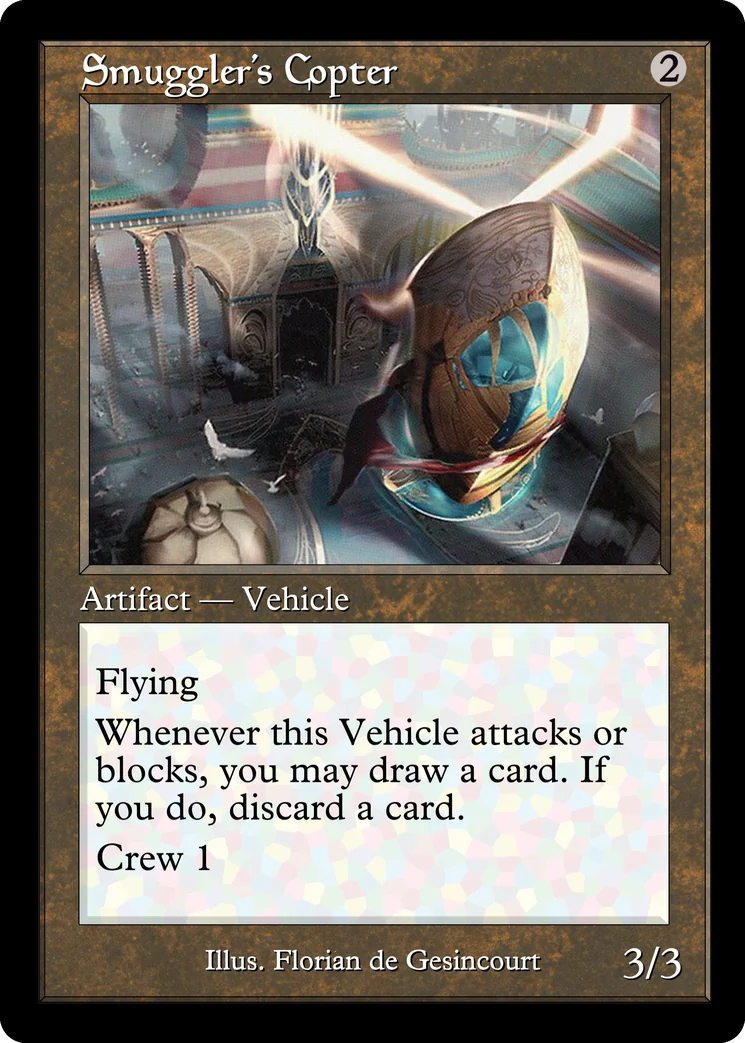 Smuggler's Copter 2
Artifact — Vehicle
Flying
Whenever this Vehicle attacks or
blocks, you may draw a card. If
you do, discard a card.
Crew 1
Illus. Florian de Gesincourt
3/3